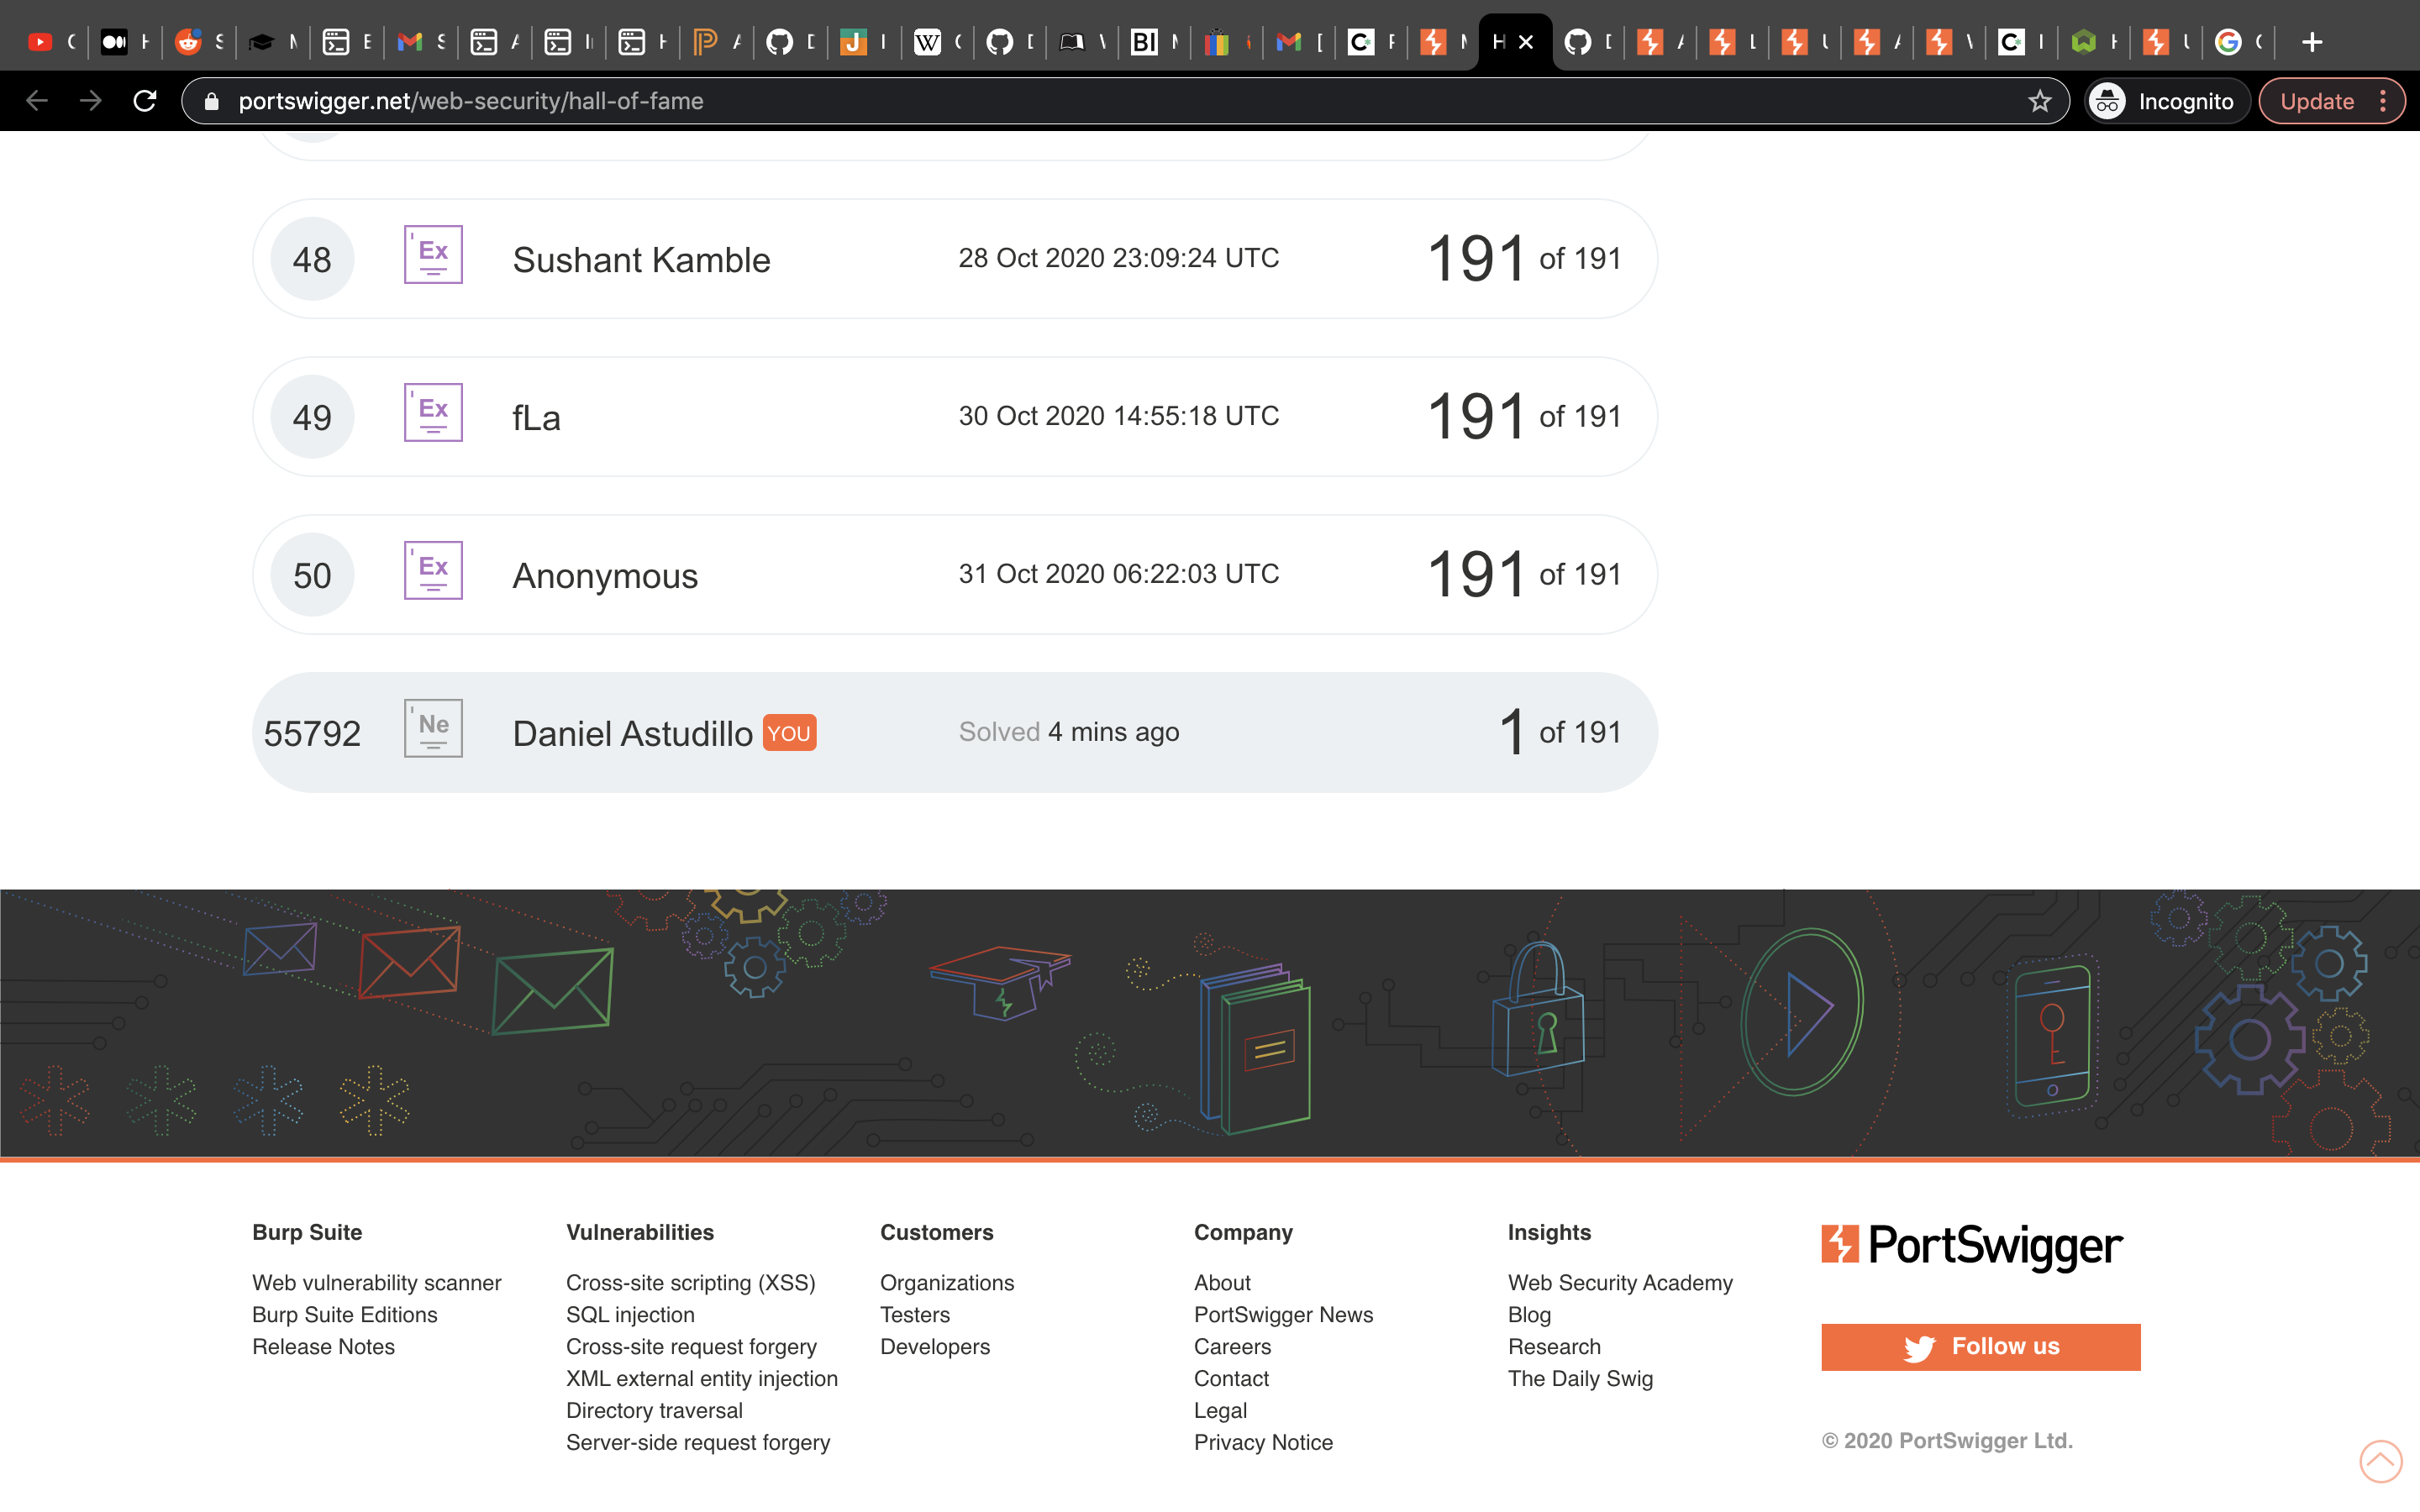 portswigger.net/web-security/hall-of-fame
Incognito
Update
48 Ex Sushant Kamble 28 Oct 2020 23:09:24 UTC 191 of 191
49 Ex fLa 30 Oct 2020 14:55:18 UTC 191 of 191
50 Ex Anonymous 31 Oct 2020 06:22:03 UTC 191 of 191
55792 Ne Daniel Astudillo YOU Solved 4 mins ago 1 of 191
Burp Suite
Web vulnerability scanner
Burp Suite Editions
Release Notes
Vulnerabilities
Cross-site scripting (XSS)
SQL injection
Cross-site request forgery
XML external entity injection
Directory traversal
Server-side request forgery
Customers
Organizations
Testers
Developers
Company
About
PortSwigger News
Careers
Contact
Legal
Privacy Notice
Insights
Web Security Academy
Blog
Research
The Daily Swig
PortSwigger
Follow us
© 2020 PortSwigger Ltd.